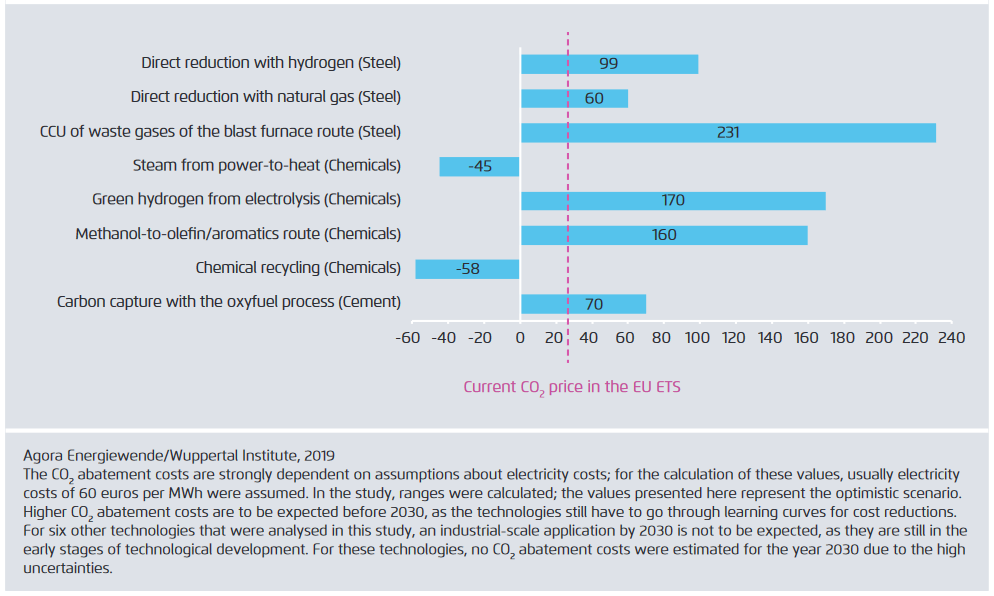 Direct reduction with hydrogen (Steel) 99
Direct reduction with natural gas (Steel) 60
CCU of waste gases of the blast furnace route (Steel) 231
Steam from power-to-heat (Chemicals) -45
Green hydrogen from electrolysis (Chemicals) 170
Methanol-to-olefin/aromatics route (Chemicals) 160
Chemical recycling (Chemicals) -58
Carbon capture with the oxyfuel process (Cement) 70
-60 -40 -20 0 20 40 60 80 100 120 140 160 180 200 220 240
Current CO₂ price in the EU ETS
Agora Energiewende/Wuppertal Institute, 2019
The CO₂ abatement costs are strongly dependent on assumptions about electricity costs; for the calculation of these values, usually electricity
costs of 60 euros per MWh were assumed. In the study, ranges were calculated; the values presented here represent the optimistic scenario.
Higher CO₂ abatement costs are to be expected before 2030, as the technologies still have to go through learning curves for cost reductions.
For six other technologies that were analysed in this study, an industrial-scale application by 2030 is not to be expected, as they are still in the
early stages of technological development. For these technologies, no CO₂ abatement costs were estimated for the year 2030 due to the high
uncertainties.